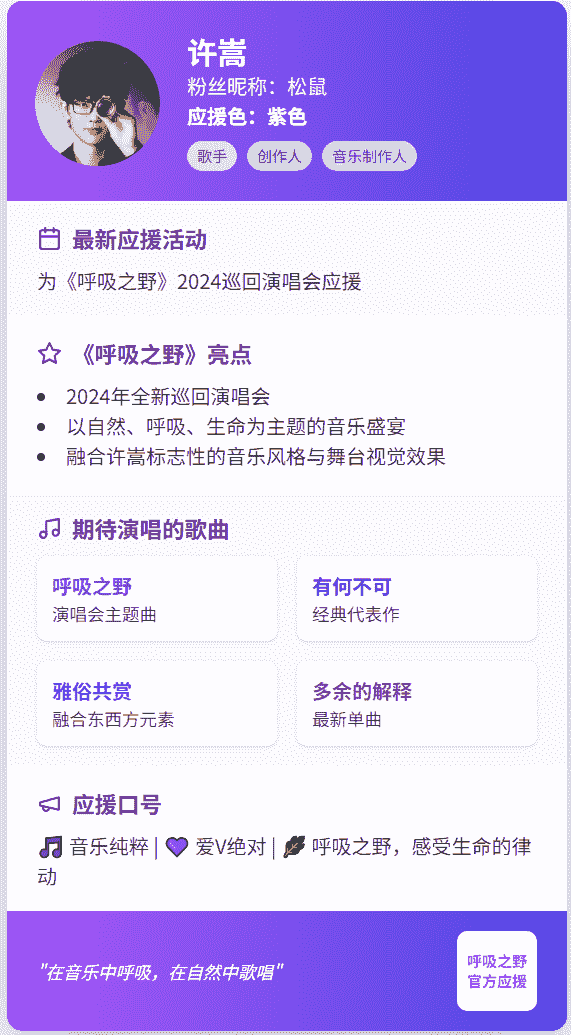 许嵩
粉丝昵称：松鼠
应援色：紫色
歌手
创作人
音乐制作人
最新应援活动
为《呼吸之野》2024巡回演唱会应援
《呼吸之野》亮点
2024年全新巡回演唱会
以自然、呼吸、生命为主题的音乐盛宴
融合许嵩标志性的音乐风格与舞台视觉效果
期待演唱的歌曲
呼吸之野
演唱会主题曲
有何不可
经典代表作
雅俗共赏
融合东西方元素
多余的解释
最新单曲
应援口号
🎵 音乐纯粹 | 💜 爱V绝对 | 🍃 呼吸之野，感受生命的律
动
"在音乐中呼吸，在自然中歌唱"
呼吸之野
官方应援